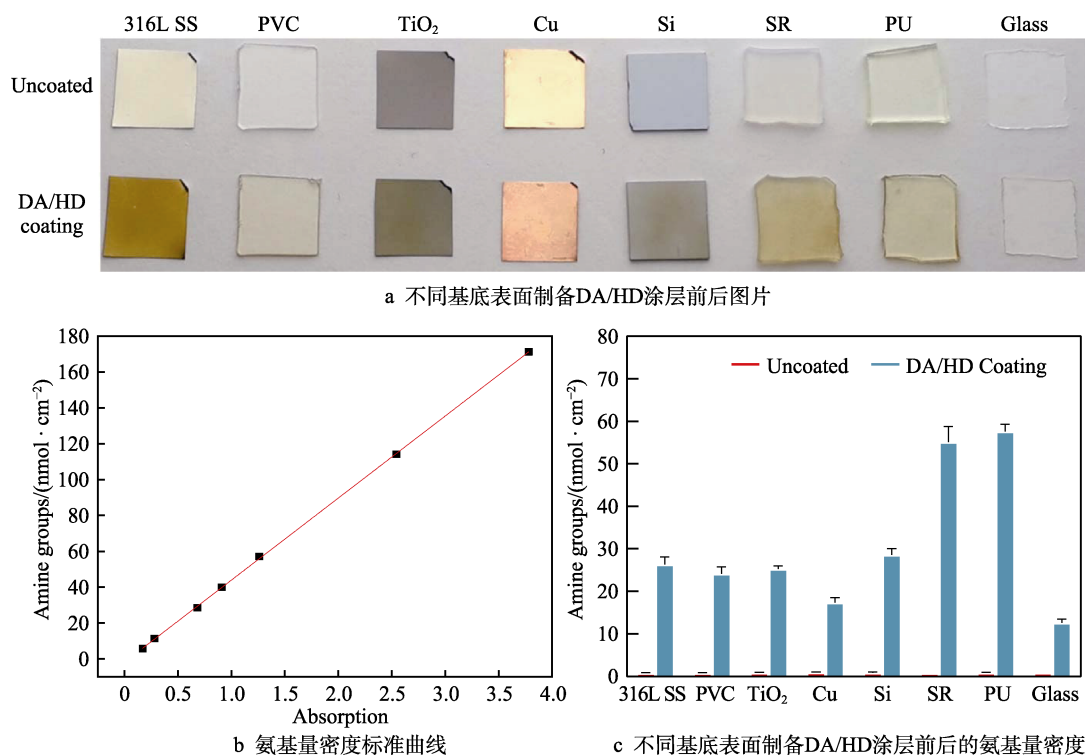 316L SS PVC TiO₂ Cu Si SR PU Glass
Uncoated
DA/HD
coating
a 不同基底表面制备DA/HD涂层前后图片
180
160
140
120
100
80
60
40
20
0
Amine groups/(nmol · cm⁻²)
0 0.5 1.0 1.5 2.0 2.5 3.0 3.5 4.0
Absorption
b 氨基量密度标准曲线
80
70
60
50
40
30
20
10
0
Amine groups/(nmol · cm⁻²)
Uncoated DA/HD Coating
316L SS PVC TiO₂ Cu Si SR PU Glass
c 不同基底表面制备DA/HD涂层前后的氨基量密度